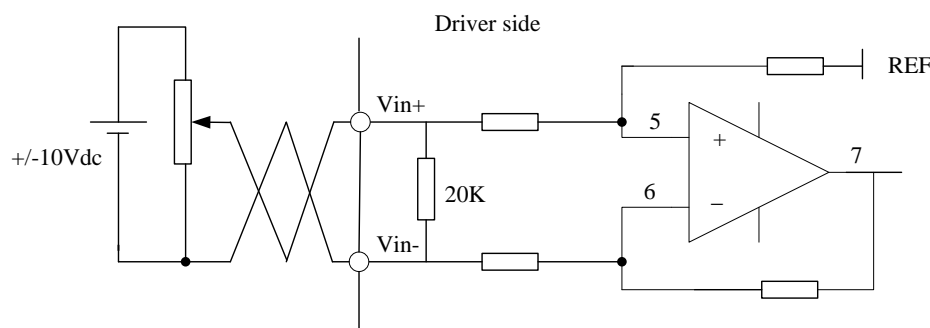 Driver side
REF
Vin+
5
+
7
+/-10Vdc
20K
6
−
Vin-